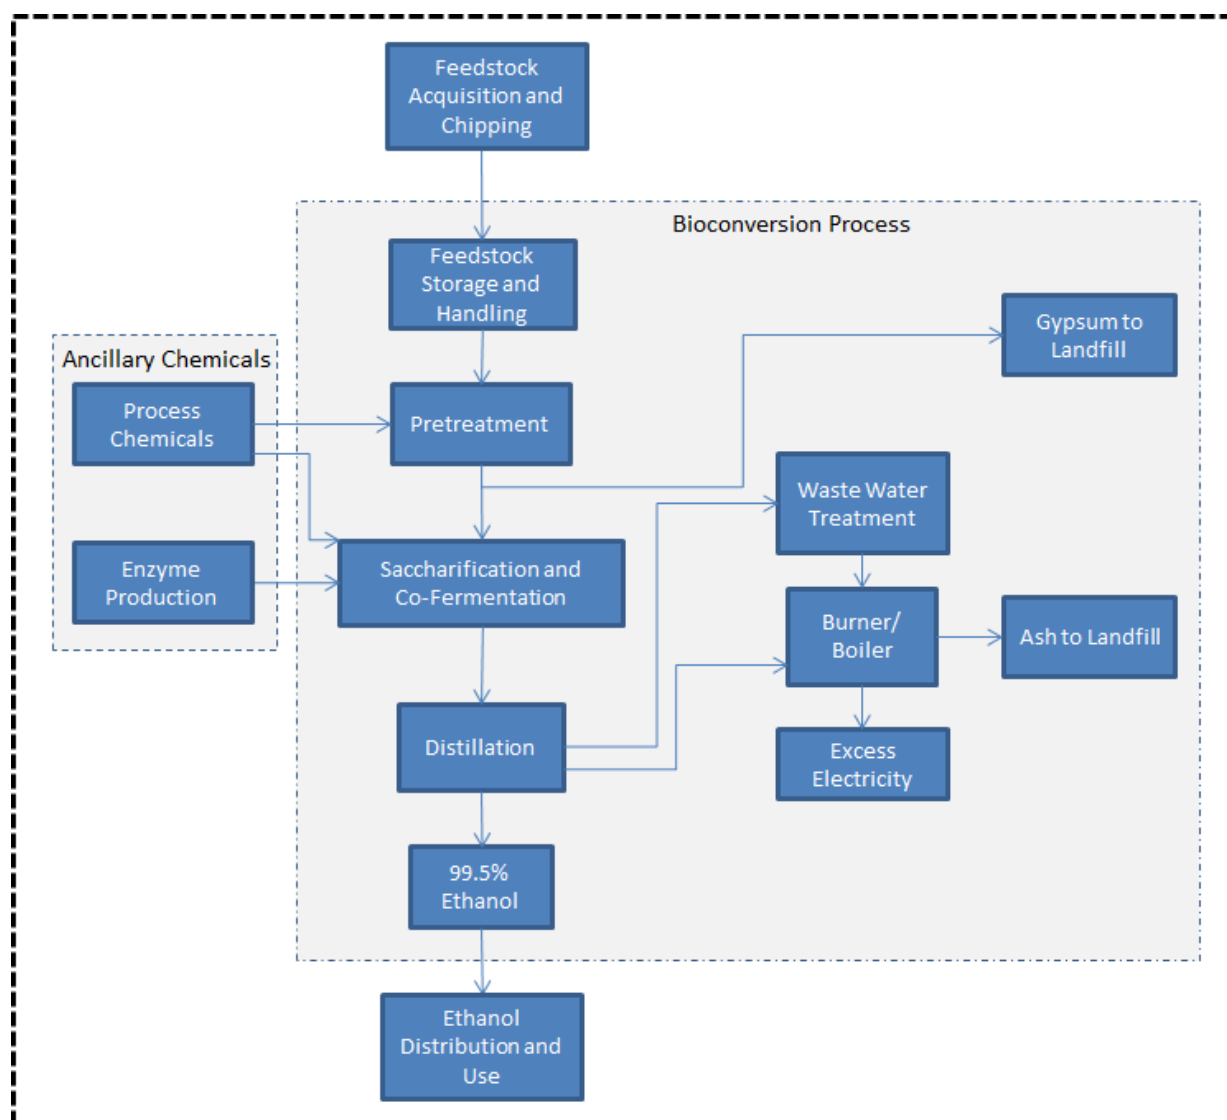 Feedstock
Acquisition and
Chipping
Bioconversion Process
Feedstock
Storage and
Handling
Gypsum to
Landfill
Ancillary Chemicals
Process
Chemicals
Pretreatment
Waste Water
Treatment
Enzyme
Production
Saccharification and
Co-Fermentation
Burner/
Boiler
Ash to Landfill
Distillation
Excess
Electricity
99.5%
Ethanol
Ethanol
Distribution and
Use